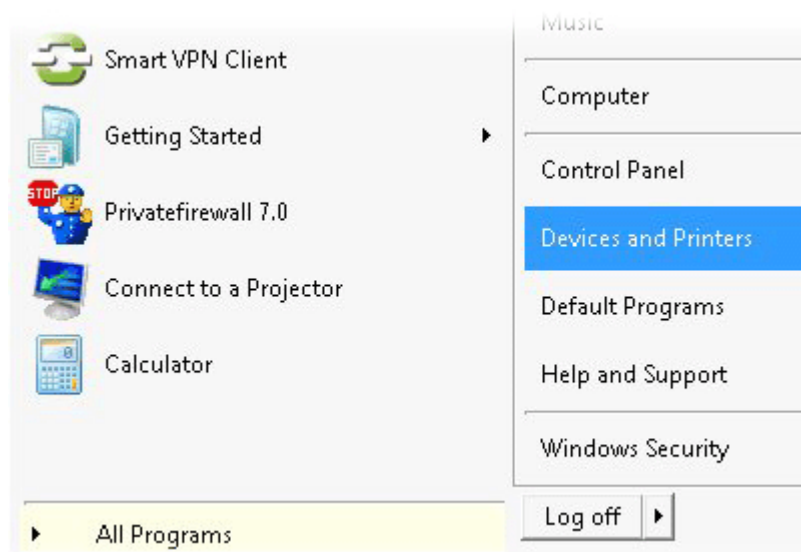 Smart VPN Client
Getting Started
STOP
Privatefirewall 7.0
Connect to a Projector
0
Calculator
All Programs
Music
Computer
Control Panel
Devices and Printers
Default Programs
Help and Support
Windows Security
Log off